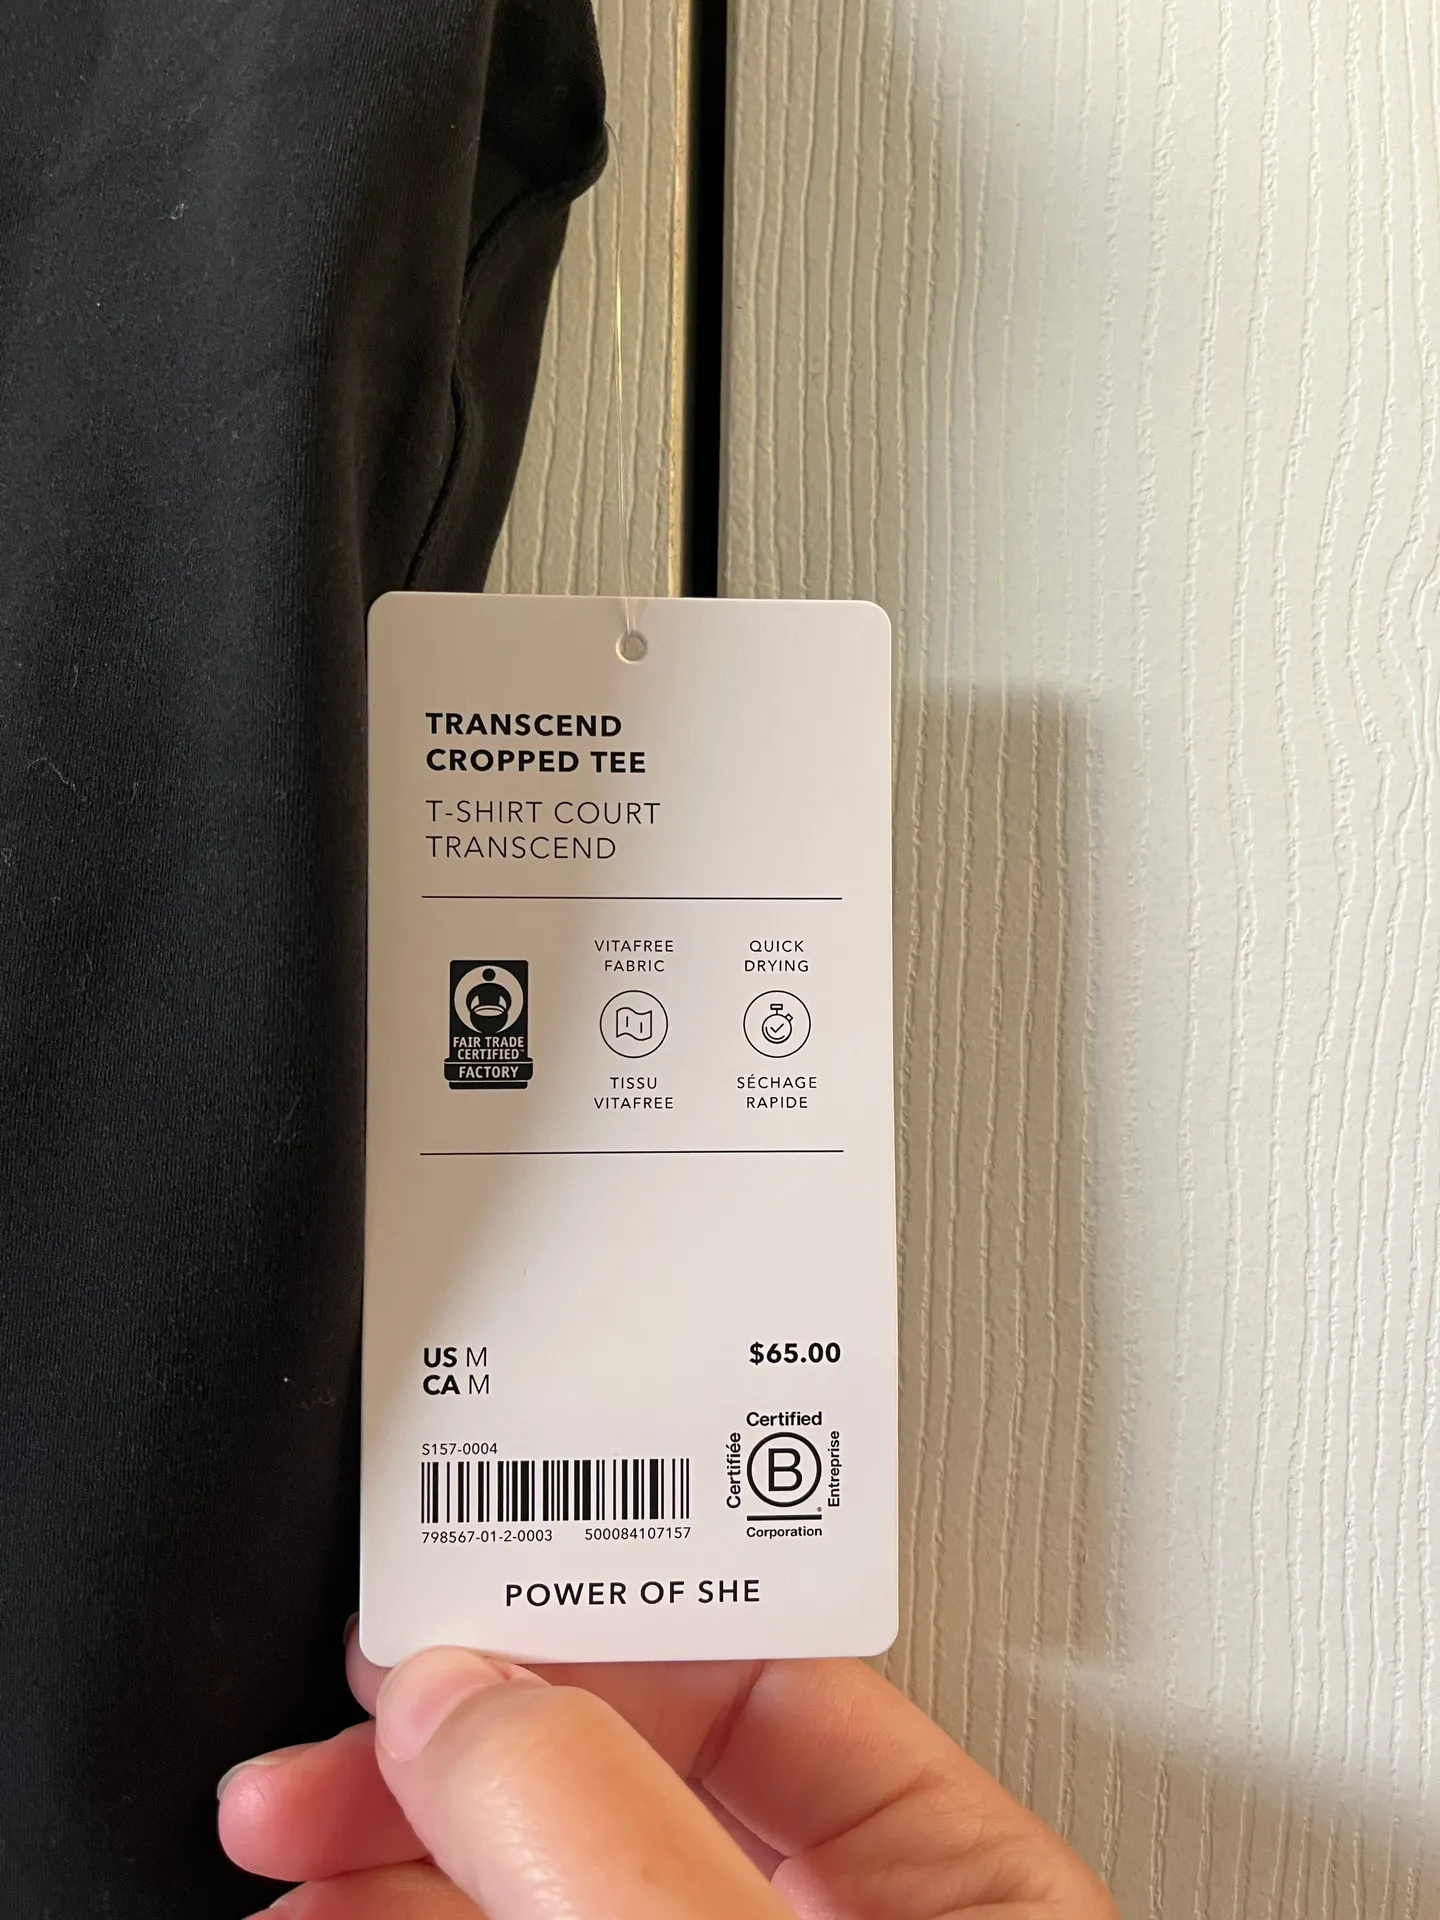 TRANSCEND
CROPPED TEE
T-SHIRT COURT
TRANSCEND
FAIR TRADE
CERTIFIED™
FACTORY
VITAFREE
FABRIC
TISSU
VITAFREE
QUICK
DRYING
SÉCHAGE
RAPIDE
US M
CA M
$65.00
S157-0004
798567-01-2-0003 500084107157
Certified
Certifiée
B
Entreprise
Corporation
POWER OF SHE